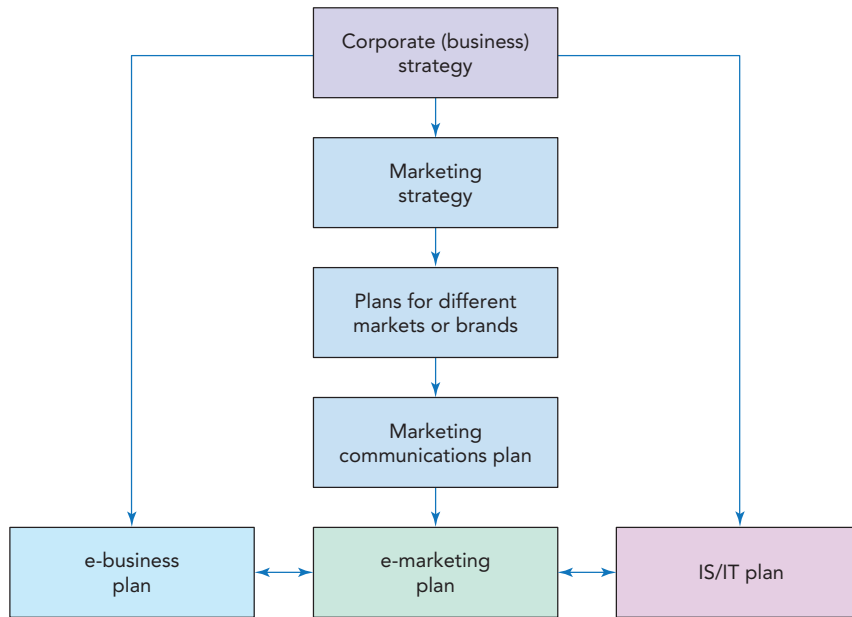 Corporate (business)
strategy
Marketing
strategy
Plans for different
markets or brands
Marketing
communications plan
e-business
plan
e-marketing
plan
IS/IT plan